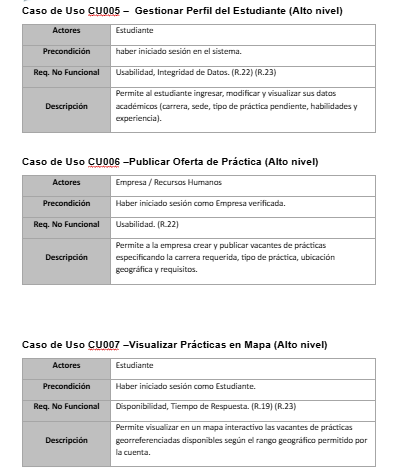 Caso de Uso CU005 – Gestionar Perfil del Estudiante (Alto nivel)
Actores Estudiante
Precondición haber iniciado sesión en el sistema.
Req. No Funcional Usabilidad, Integridad de Datos. (R.22) (R.23)
Descripción Permite al estudiante ingresar, modificar y visualizar sus datos
académicos (carrera, sede, tipo de práctica pendiente, habilidades y
experiencia).
Caso de Uso CU006 –Publicar Oferta de Práctica (Alto nivel)
Actores Empresa / Recursos Humanos
Precondición Haber iniciado sesión como Empresa verificada.
Req. No Funcional Usabilidad. (R.22)
Descripción Permite a la empresa crear y publicar vacantes de prácticas
especificando la carrera requerida, tipo de práctica, ubicación
geográfica y requisitos.
Caso de Uso CU007 –Visualizar Prácticas en Mapa (Alto nivel)
Actores Estudiante
Precondición Haber iniciado sesión como Estudiante.
Req. No Funcional Disponibilidad, Tiempo de Respuesta. (R.19) (R.23)
Descripción Permite visualizar en un mapa interactivo las vacantes de prácticas
georreferenciadas disponibles según el rango geográfico permitido por
la cuenta.